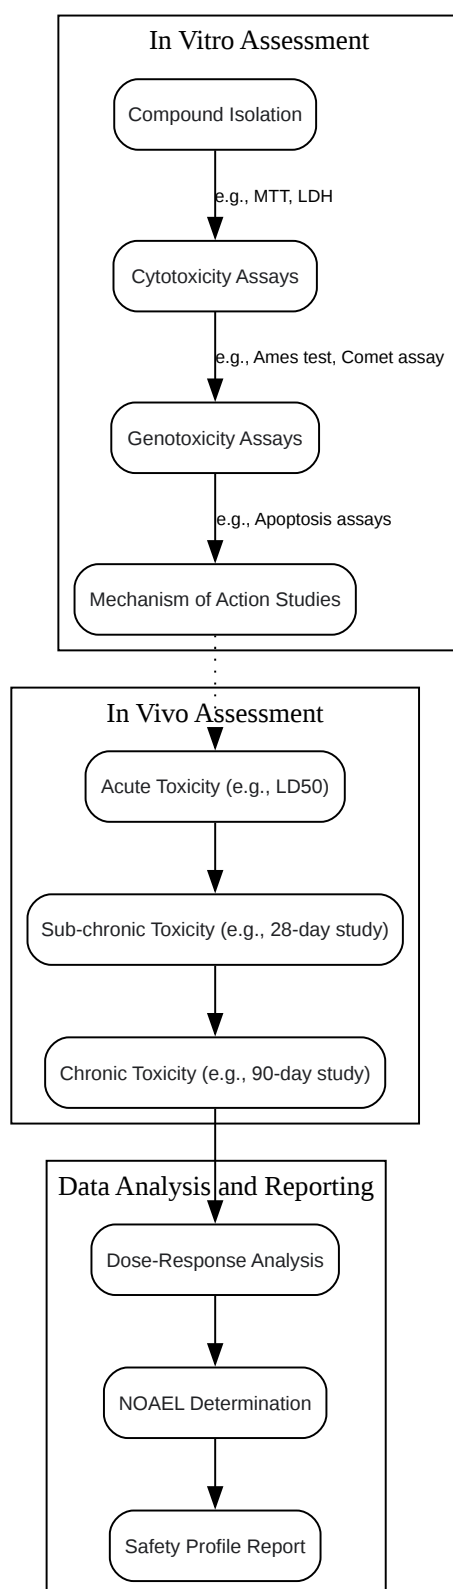 In Vitro Assessment
Compound Isolation
e.g., MTT, LDH
Cytotoxicity Assays
e.g., Ames test, Comet assay
Genotoxicity Assays
e.g., Apoptosis assays
Mechanism of Action Studies
In Vivo Assessment
Acute Toxicity (e.g., LD50)
Sub-chronic Toxicity (e.g., 28-day study)
Chronic Toxicity (e.g., 90-day study)
Data Analysis and Reporting
Dose-Response Analysis
NOAEL Determination
Safety Profile Report